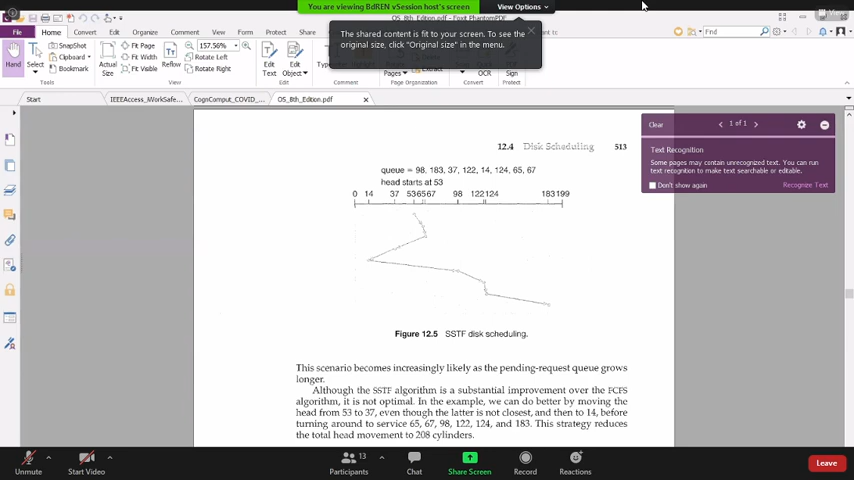 You are viewing BdREN vSession host's screen
View Options
OS_8th_Edition.pdf - Foxit PhantomPDF
View
The shared content is fit to your screen. To see the
original size, click "Original size" in the menu.
File
Home
Convert
Edit
Organize
Comment
View
Form
Protect
Share
Hand
Select
SnapShot
Clipboard
Bookmark
Actual
Size
Fit Page
Fit Width
Fit Visible
Reflow
157.56%
Rotate Left
Rotate Right
Edit
Text
Edit
Object
Typewriter
Highlight
Extract
OCR
Sign
Tools
View
Edit
Comment
Page Organization
Convert
Protect
Search
Start
IEEEAccess_iWorkSafe...
CognComput_COVID_...
OS_8th_Edtion.pdf
12.4 Disk Scheduling 513
queue = 98, 183, 37, 122, 14, 124, 65, 67
head starts at 53
0 14 37 536567 98 122124 183199
Figure 12.5 SSTF disk scheduling.
This scenario becomes increasingly likely as the pending-request queue grows
longer.
Although the SSTF algorithm is a substantial improvement over the FCFS
algorithm, it is not optimal. In the example, we can do better by moving the
head from 53 to 37, even though the latter is not closest, and then to 14, before
turning around to service 65, 67, 98, 122, 124, and 183. This strategy reduces
the total head movement to 208 cylinders.
Clear
1 of 1
Text Recognition
Some pages may contain unrecognized text. You can run
text recognition to make text searchable or editable.
Don't show again
Recognize Text
Unmute
Start Video
13
Participants
Chat
Share Screen
Record
Reactions
Leave